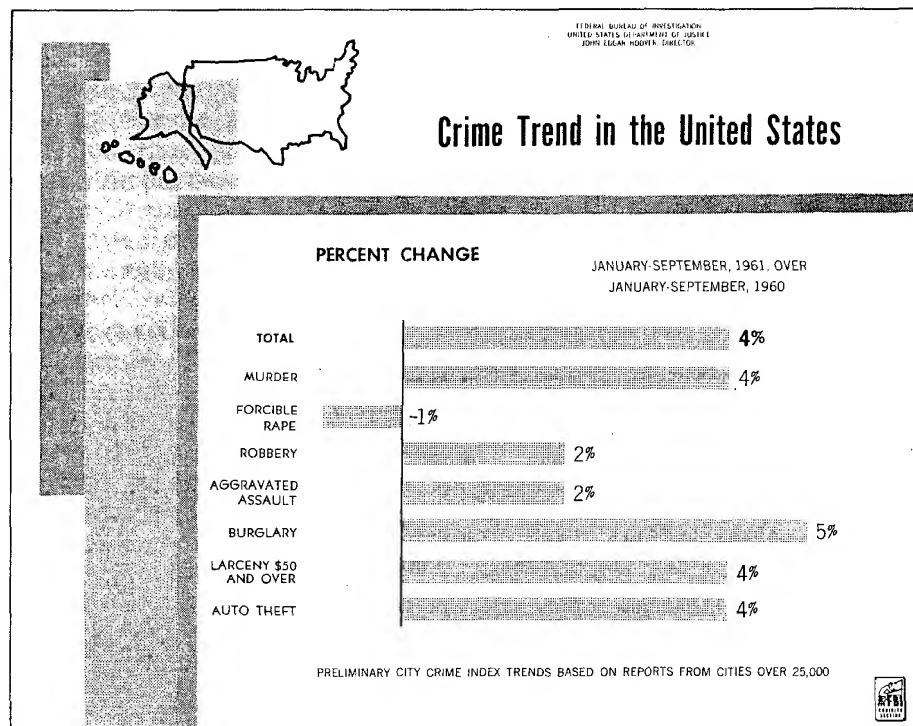 FEDERAL BUREAU OF INVESTIGATION
UNITED STATES DEPARTMENT OF JUSTICE
JOHN EDGAR HOOVER, DIRECTOR
Crime Trend in the United States
PERCENT CHANGE
JANUARY-SEPTEMBER, 1961, OVER
JANUARY-SEPTEMBER, 1960
TOTAL 4%
MURDER 4%
FORCIBLE
RAPE -1%
ROBBERY 2%
AGGRAVATED
ASSAULT 2%
BURGLARY 5%
LARCENY $50
AND OVER 4%
AUTO THEFT 4%
PRELIMINARY CITY CRIME INDEX TRENDS BASED ON REPORTS FROM CITIES OVER 25,000
FBI
EXHIBITS
SECTION